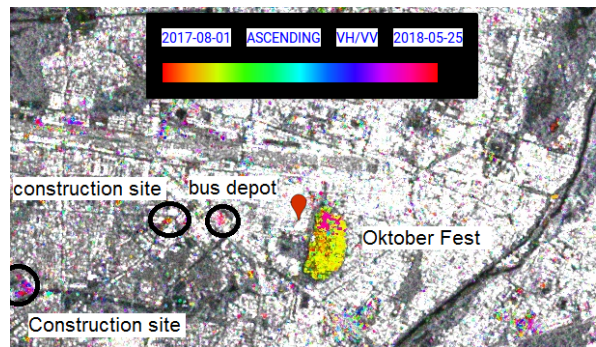 2017-08-01 ASCENDING VH/VV 2018-05-25
construction site bus depot
Oktober Fest
Construction site